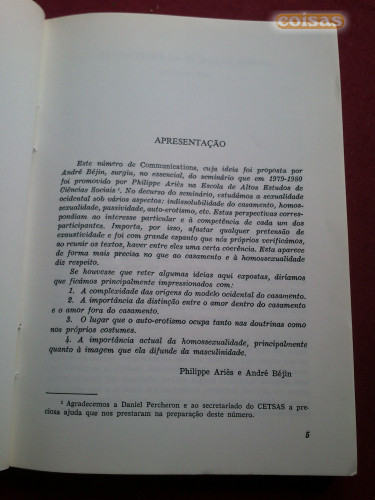 coisas
APRESENTAÇÃO
Este número de Communications, cuja ideia foi proposta por
André Béjin, surgiu, no essencial, do seminário que em 1979-1980
foi promovido por Philippe Ariès na Escola de Altos Estudos de
Ciências Sociais ¹. No decurso do seminário, estudámos a sexualidade
ocidental sob vários aspectos: indissolubilidade do casamento, homos-
sexualidade, passividade, auto-erotismo, etc. Estas perspectivas corres-
pondiam ao interesse particular e à competência de cada um dos
participantes. Importa, por isso, afastar qualquer pretensão de
exaustividade e foi com grande espanto que nós próprios verificámos,
ao reunir os textos, haver entre eles uma certa coerência. Esta aparece
de forma mais precisa no que ao casamento e à homossexualidade
diz respeito.
Se houvesse que reter algumas ideias aqui expostas, diríamos
que ficámos principalmente impressionados com:
1. A complexidade das origens do modelo ocidental do casamento.
2. A importância da distinção entre o amor dentro do casamento
e o amor fora do casamento.
3. O lugar que o auto-erotismo ocupa tanto nas doutrinas como
nos próprios costumes.
4. A importância actual da homossexualidade, principalmente
quanto à imagem que ela difunde da masculinidade.
Philippe Ariès e André Béjin
¹ Agradecemos a Daniel Percheron e ao secretariado do CETSAS a pre-
ciosa ajuda que nos prestaram na preparação deste número.
5